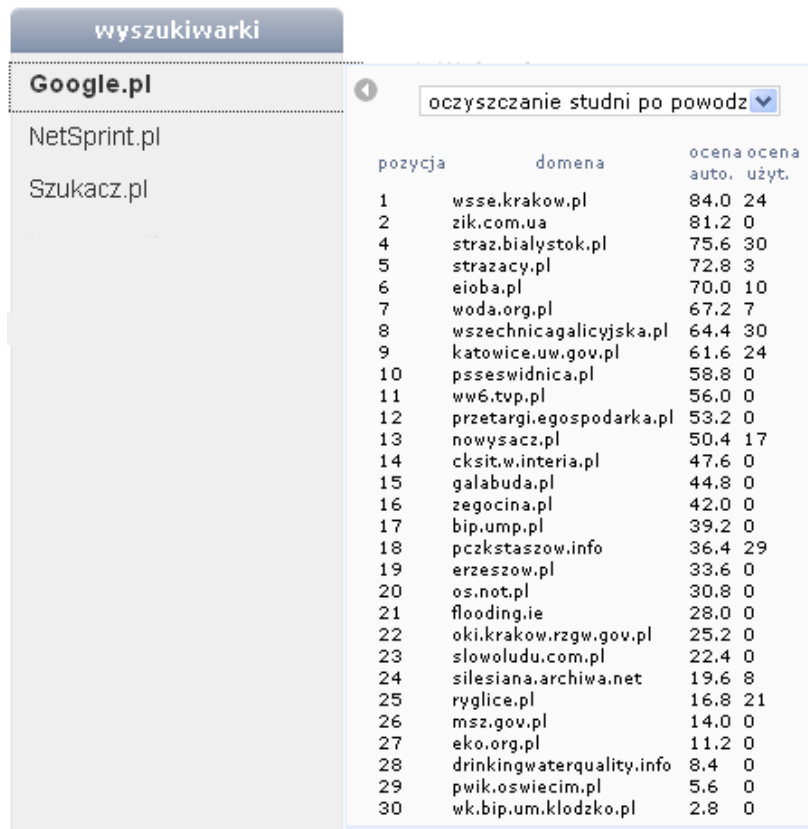 wyszukiwarki
Google.pl
NetSprint.pl
Szukacz.pl
oczyszczanie studni po powodz
pozycja domena ocena auto. ocena użyt.
1 wsse.krakow.pl 84.0 24
2 zik.com.ua 81.2 0
4 straz.bialystok.pl 75.6 30
5 strazacy.pl 72.8 3
6 eioba.pl 70.0 10
7 woda.org.pl 67.2 7
8 wszechnicagalicyjska.pl 64.4 30
9 katowice.uw.gov.pl 61.6 24
10 psseswidnica.pl 58.8 0
11 ww6.tvp.pl 56.0 0
12 przetargi.egospodarka.pl 53.2 0
13 nowysacz.pl 50.4 17
14 cksit.w.interia.pl 47.6 0
15 galabuda.pl 44.8 0
16 zegocina.pl 42.0 0
17 bip.ump.pl 39.2 0
18 pczkstaszow.info 36.4 29
19 erzeszow.pl 33.6 0
20 os.not.pl 30.8 0
21 flooding.ie 28.0 0
22 oki.krakow.rzgw.gov.pl 25.2 0
23 slowoludu.com.pl 22.4 0
24 silesiana.archiwa.net 19.6 8
25 ryglice.pl 16.8 21
26 msz.gov.pl 14.0 0
27 eko.org.pl 11.2 0
28 drinkingwaterquality.info 8.4 0
29 pwik.oswiecim.pl 5.6 0
30 wk.bip.um.klodzko.pl 2.8 0